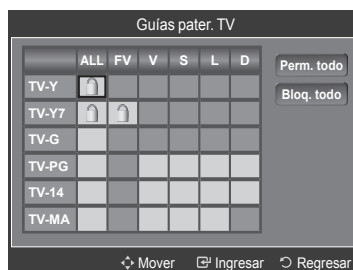 Guías pater. TV
ALL FV V S L D
Perm. todo
TV-Y
Bloq. todo
TV-Y7
TV-G
TV-PG
TV-14
TV-MA
Mover Ingresar Regresar